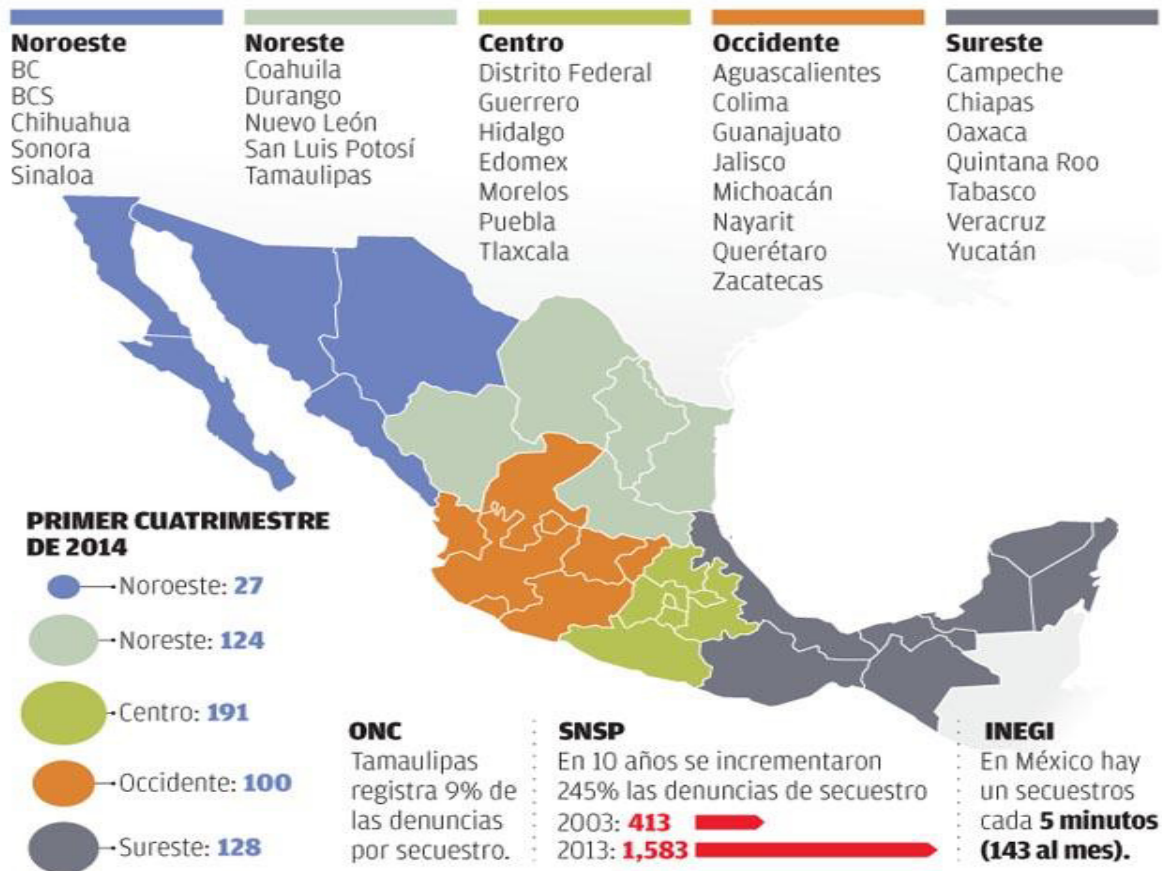 Noroeste
BC
BCS
Chihuahua
Sonora
Sinaloa
Noreste
Coahuila
Durango
Nuevo León
San Luis Potosí
Tamaulipas
Centro
Distrito Federal
Guerrero
Hidalgo
Edomex
Morelos
Puebla
Tlaxcala
Occidente
Aguascalientes
Colima
Guanajuato
Jalisco
Michoacán
Nayarit
Querétaro
Zacatecas
Sureste
Campeche
Chiapas
Oaxaca
Quintana Roo
Tabasco
Veracruz
Yucatán
PRIMER CUATRIMESTRE
DE 2014
Noroeste: 27
Noreste: 124
Centro: 191
Occidente: 100
Sureste: 128
ONC
Tamaulipas
registra 9% de
las denuncias
por secuestro.
SNSP
En 10 años se incrementaron
245% las denuncias de secuestro
2003: 413
2013: 1,583
INEGI
En México hay
un secuestros
cada 5 minutos
(143 al mes).